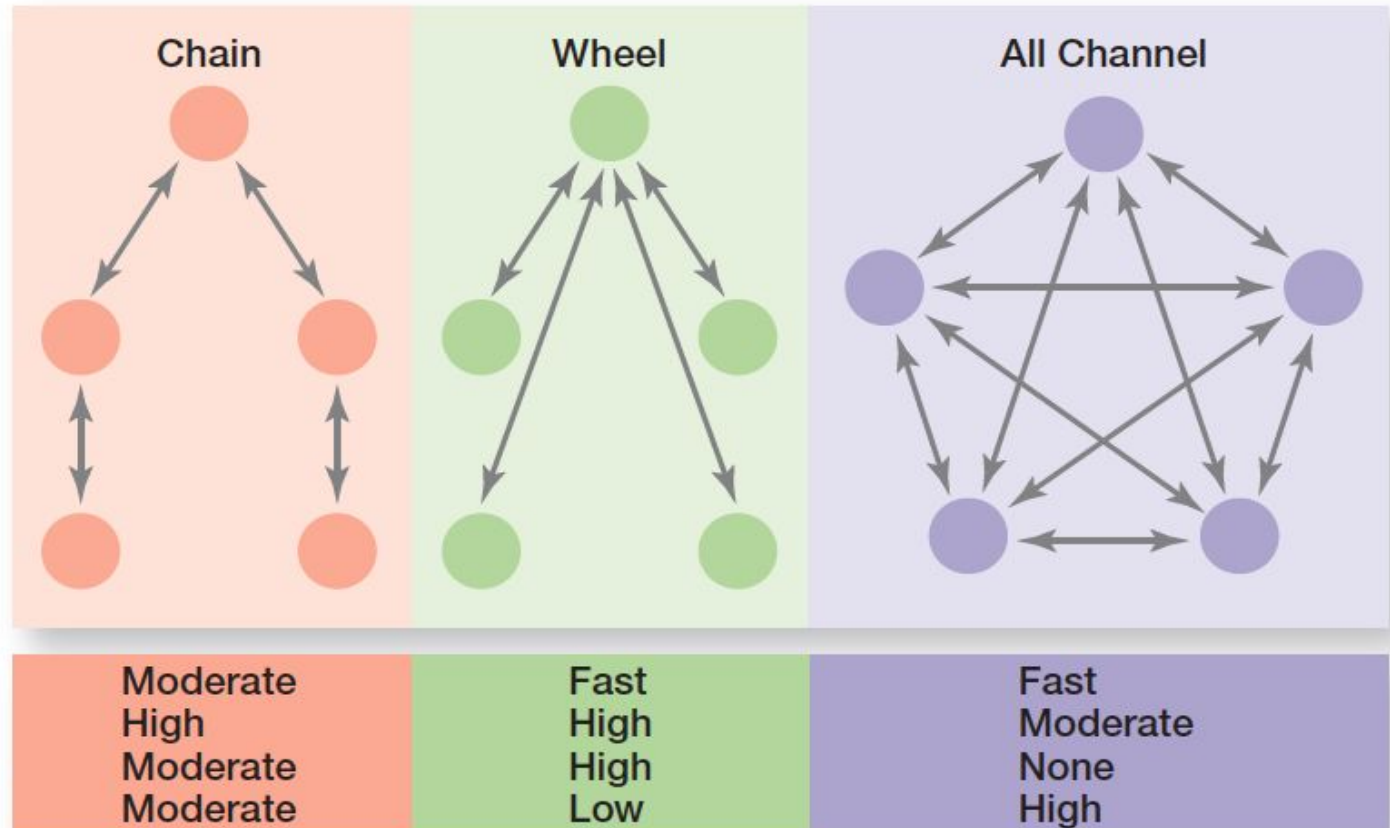 Chain
Wheel
All Channel
Moderate
High
Moderate
Moderate
Fast
High
High
Low
Fast
Moderate
None
High